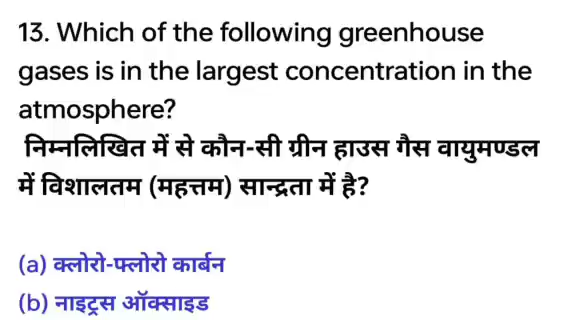 13. Which of the following greenhouse
gases is in the largest concentration in the
atmosphere?
निम्नलिखित में से कौन-सी ग्रीन हाउस गैस वायुमण्डल
में विशालतम (महत्तम) सान्द्रता में है?
(a) क्लोरो-फ्लोरो कार्बन
(b) नाइट्रस ऑक्साइड